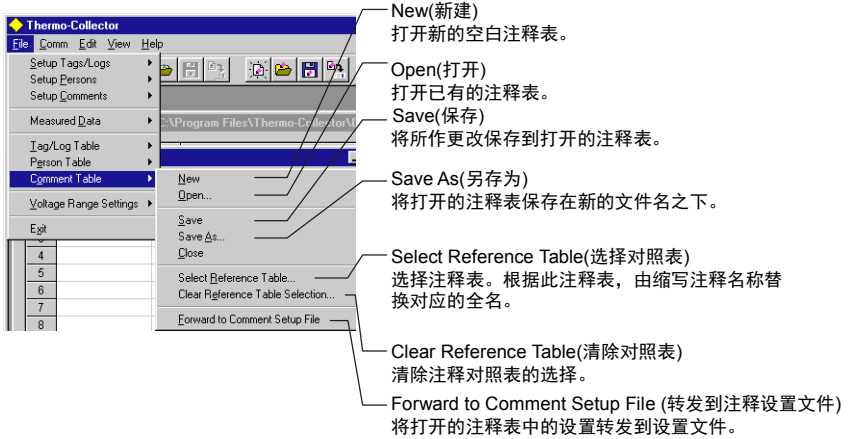 Thermo-Collector
File Comm Edit View Help
Setup Tags/Logs
Setup Persons
Setup Comments
Measured Data
Tag/Log Table
Person Table
Comment Table
Voltage Range Settings
Exit
C:\Program Files\Thermo-Collector\
New
Open...
Save
Save As...
Close
Select Reference Table...
Clear Reference Table Selection...
Forward to Comment Setup File
4
5
6
7
8
New(新建)
打开新的空白注释表。
Open(打开)
打开已有的注释表。
Save(保存)
将所作更改保存到打开的注释表。
Save As(另存为)
将打开的注释表保存在新的文件名之下。
Select Reference Table(选择对照表)
选择注释表。根据此注释表，由缩写注释名称替
换对应的全名。
Clear Reference Table(清除对照表)
清除注释对照表的选择。
Forward to Comment Setup File (转发到注释设置文件)
将打开的注释表中的设置转发到设置文件。